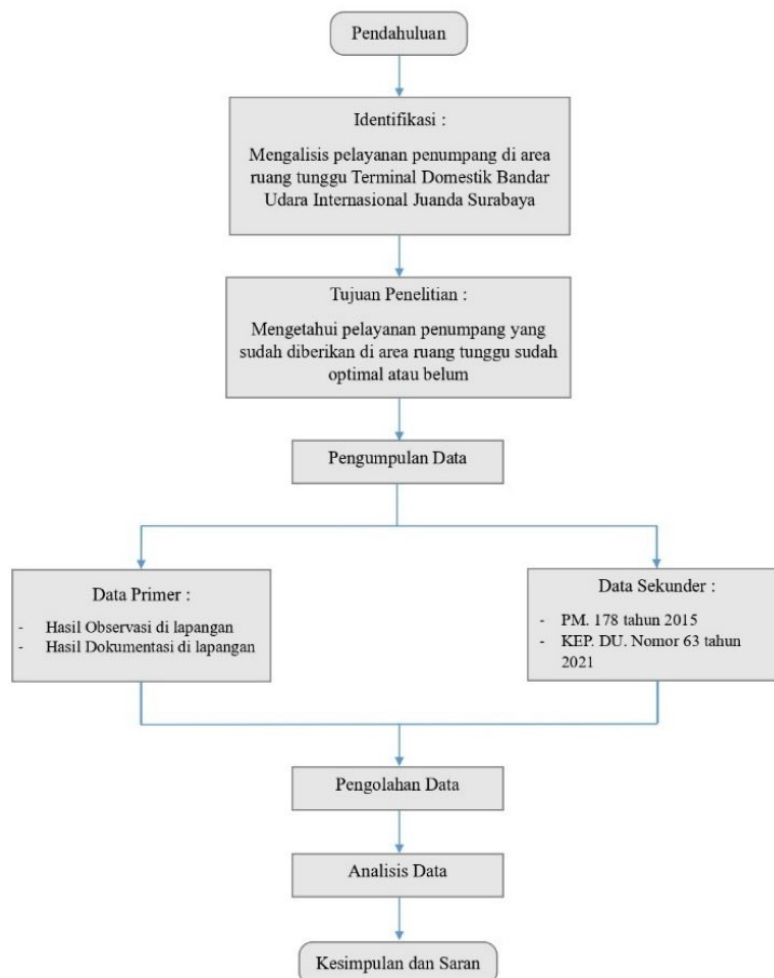 Pendahuluan
Identifikasi :
Mengalisis pelayanan penumpang di area
ruang tunggu Terminal Domestik Bandar
Udara Internasional Juanda Surabaya
Tujuan Penelitian :
Mengetahui pelayanan penumpang yang
sudah diberikan di area ruang tunggu sudah
optimal atau belum
Pengumpulan Data
Data Primer :
- Hasil Observasi di lapangan
- Hasil Dokumentasi di lapangan
Data Sekunder :
- PM. 178 tahun 2015
- KEP. DU. Nomor 63 tahun
2021
Pengolahan Data
Analisis Data
Kesimpulan dan Saran